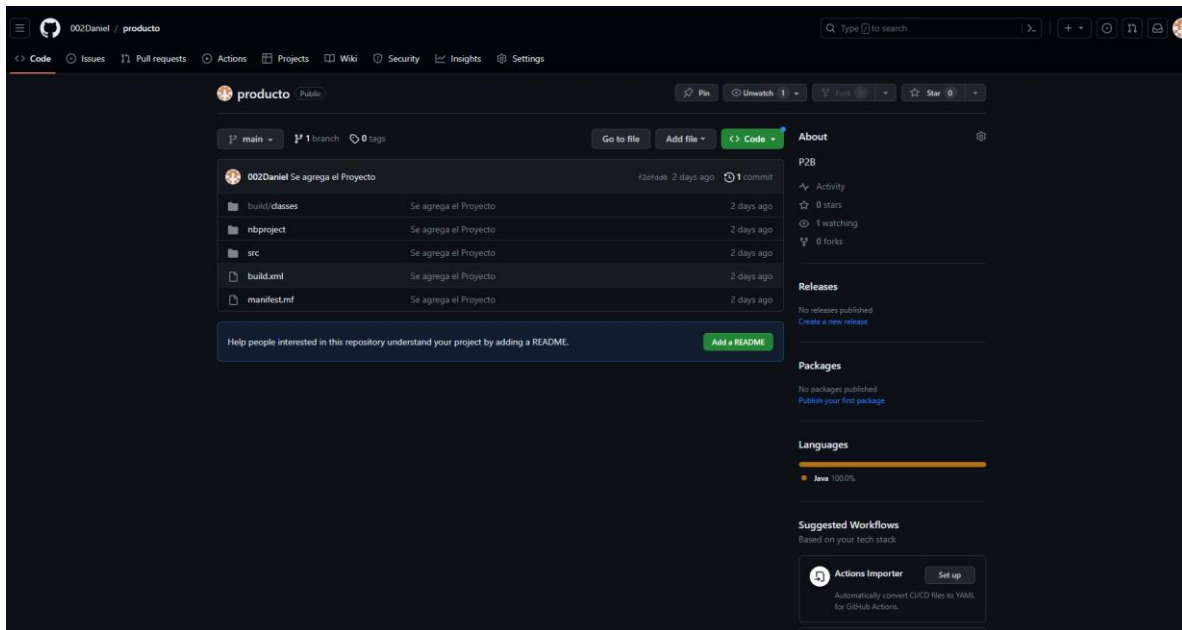 002Daniel / producto
Type / to search
Code Issues Pull requests Actions Projects Wiki Security Insights Settings
producto Public
Pin Unwatch 1 Fork 0 Star 0
main 1 branch 0 tags
Go to file Add file Code
About
P2B
002Daniel Se agrega el Proyecto 2 days ago 1 commit
Activity
build/classes Se agrega el Proyecto 2 days ago
0 stars
nbproject Se agrega el Proyecto 2 days ago
1 watching
src Se agrega el Proyecto 2 days ago
0 forks
build.xml Se agrega el Proyecto 2 days ago
manifest.mf Se agrega el Proyecto 2 days ago
Releases
No releases published
Create a new release
Help people interested in this repository understand your project by adding a README.
Add a README
Packages
No packages published
Publish your first package
Languages
Java 100.0%
Suggested Workflows
Based on your tech stack
Actions Importer
Set up
Automatically convert CI/CD files to YAML
for GitHub Actions.